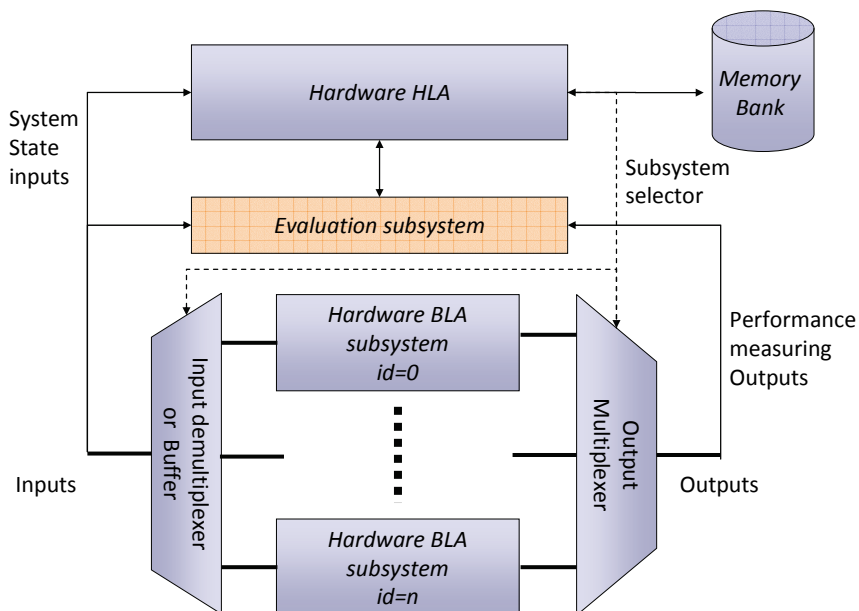 Hardware HLA
Memory
Bank
System
State
inputs
Subsystem
selector
Evaluation subsystem
Hardware BLA
subsystem
id=0
Performance
measuring
Outputs
Input demultiplexer
or Buffer
Output
Multiplexer
Inputs
Outputs
Hardware BLA
subsystem
id=n